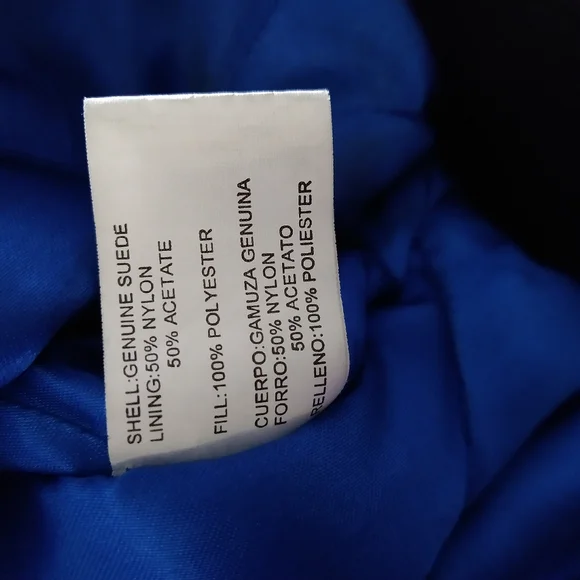 SHELL:GENUINE SUEDE
LINING:50% NYLON
50% ACETATE
FILL:100% POLYESTER
CUERPO:GAMUZA GENUINA
FORRO:50% NYLON
50% ACETATO
RELLENO:100% POLIESTER